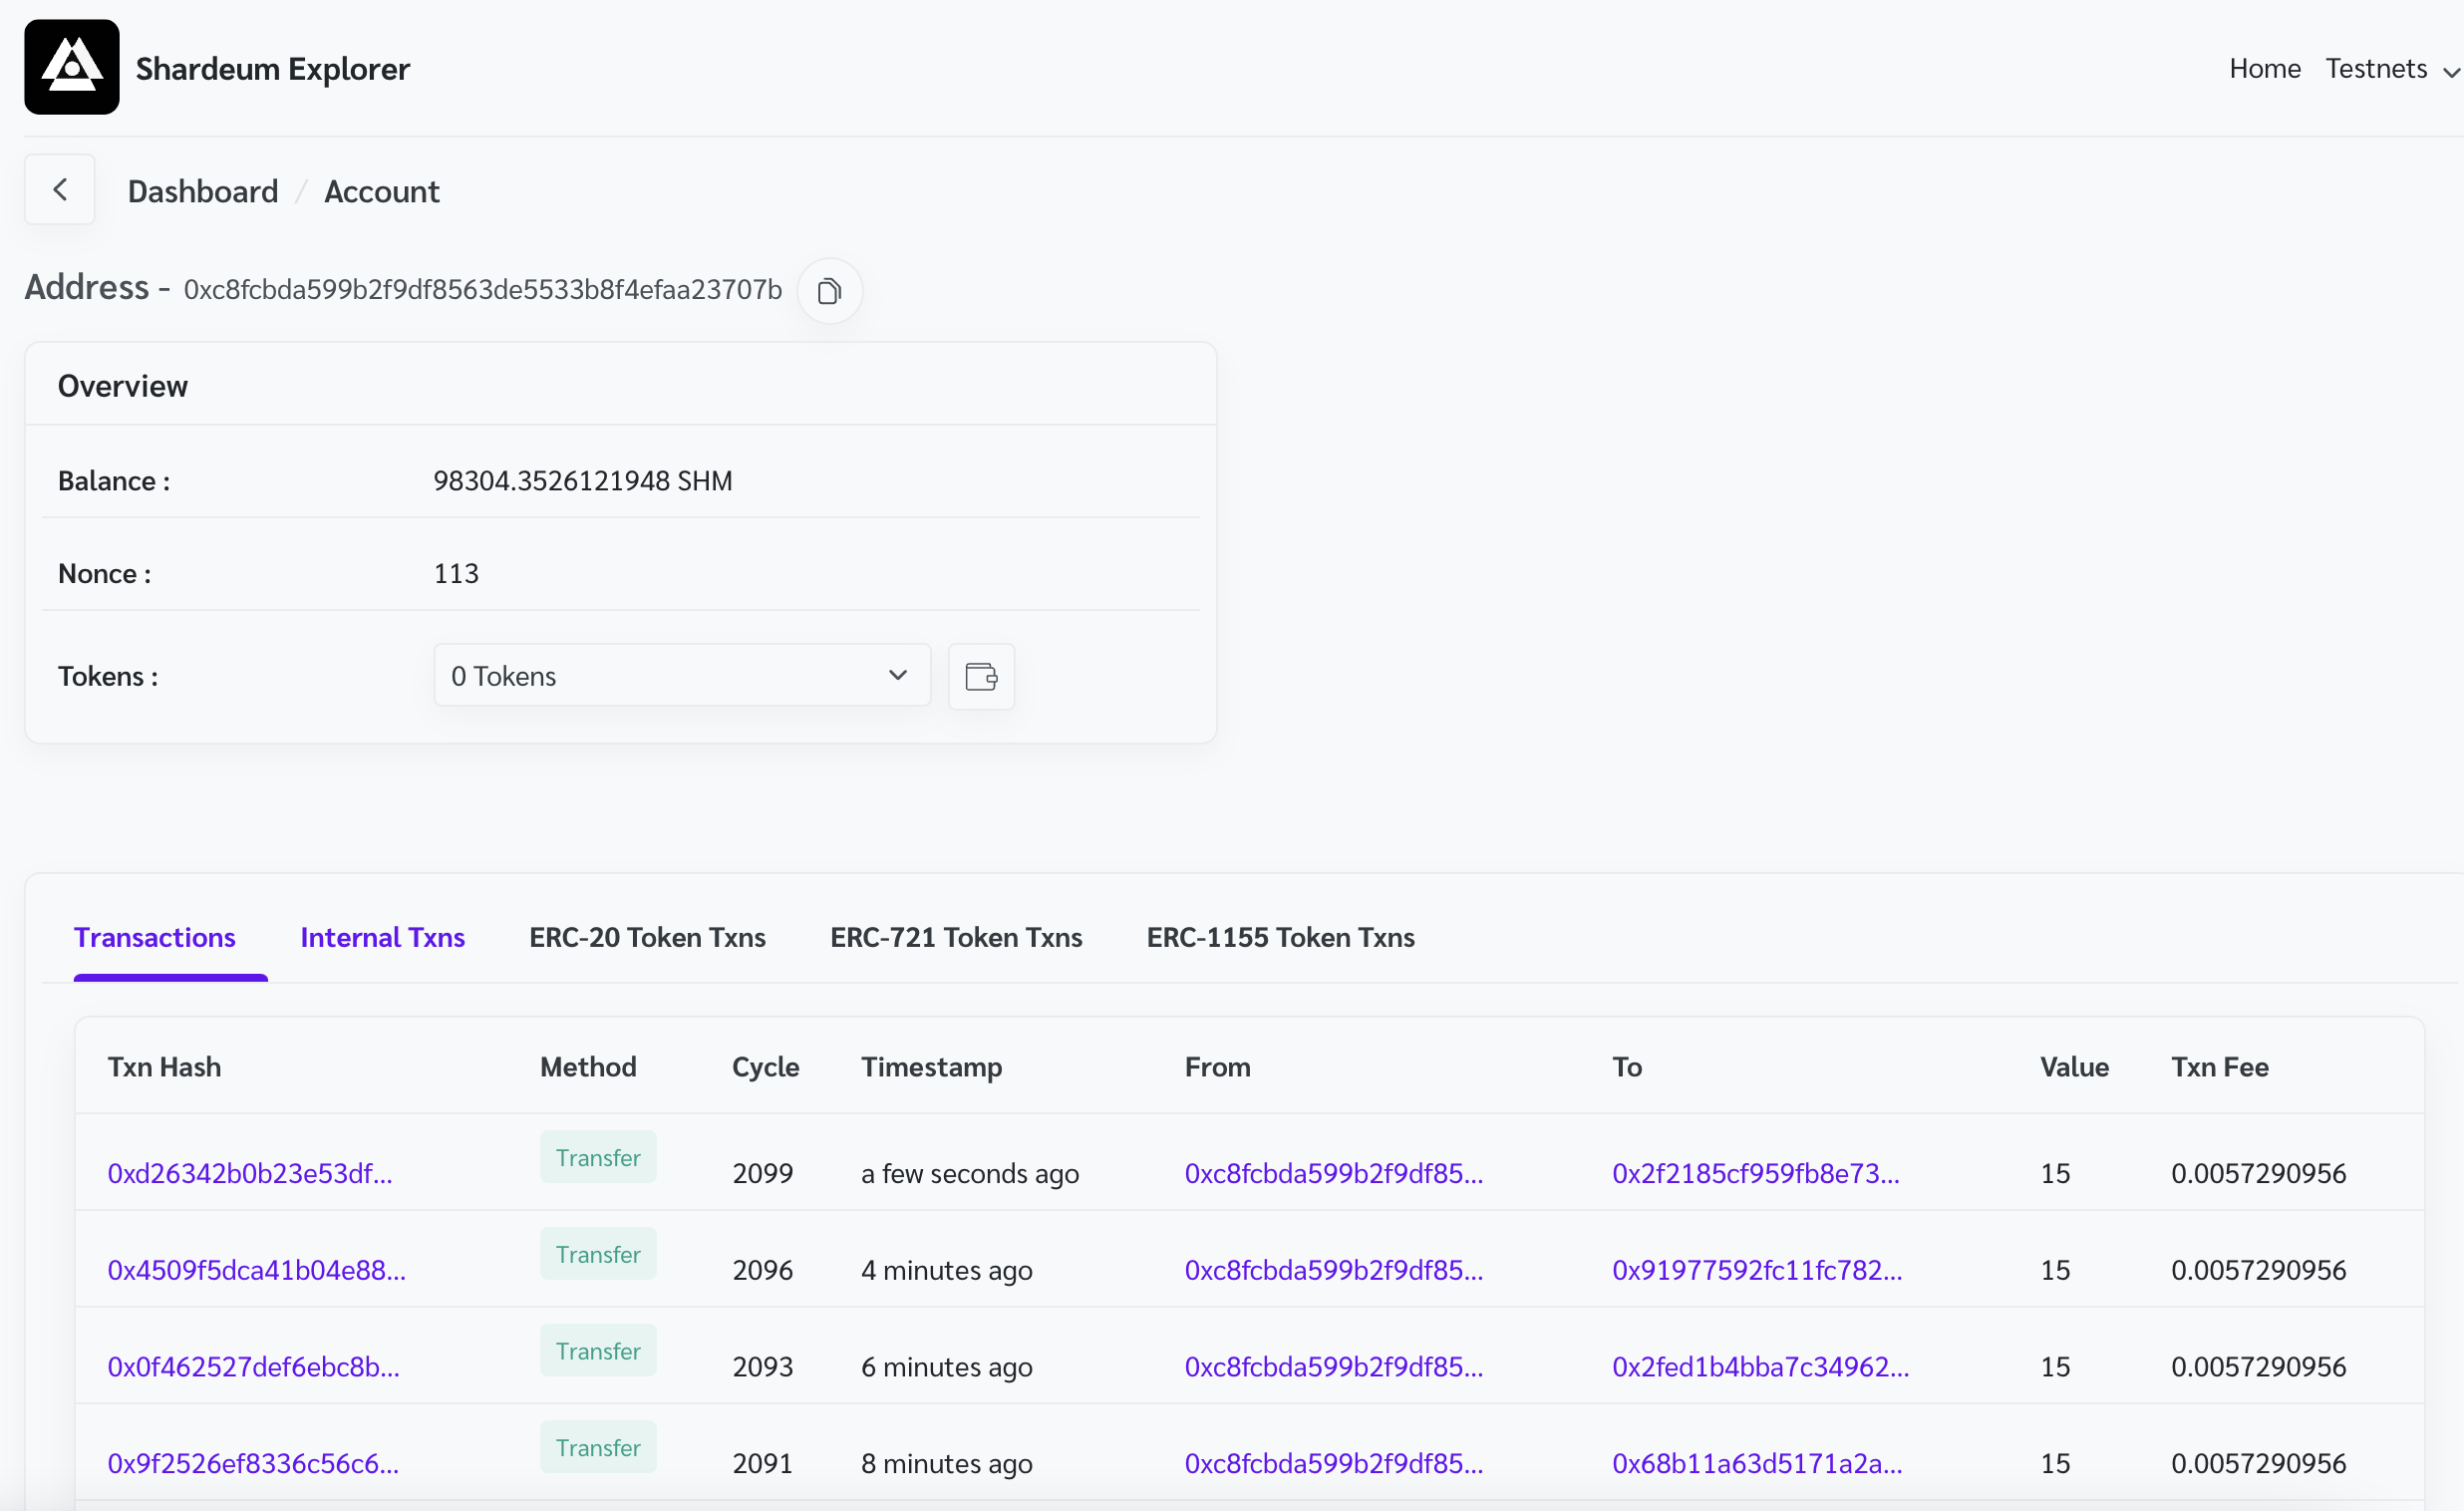 Shardeum Explorer
Home Testnets
Dashboard / Account
Address - 0xc8fcbda599b2f9df8563de5533b8f4efaa23707b
Overview
Balance : 98304.3526121948 SHM
Nonce : 113
Tokens : 0 Tokens
Transactions Internal Txns ERC-20 Token Txns ERC-721 Token Txns ERC-1155 Token Txns
Txn Hash Method Cycle Timestamp From To Value Txn Fee
0xd26342b0b23e53df... Transfer 2099 a few seconds ago 0xc8fcbda599b2f9df85... 0x2f2185cf959fb8e73... 15 0.0057290956
0x4509f5dca41b04e88... Transfer 2096 4 minutes ago 0xc8fcbda599b2f9df85... 0x91977592fc11fc782... 15 0.0057290956
0x0f462527def6ebc8b... Transfer 2093 6 minutes ago 0xc8fcbda599b2f9df85... 0x2fed1b4bba7c34962... 15 0.0057290956
0x9f2526ef8336c56c6... Transfer 2091 8 minutes ago 0xc8fcbda599b2f9df85... 0x68b11a63d5171a2a... 15 0.0057290956